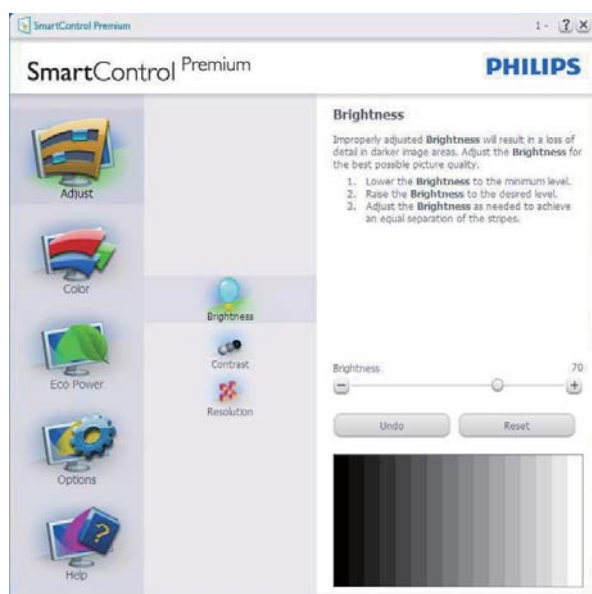 SmartControl Premium
1 - ? X
SmartControl Premium
PHILIPS
Adjust
Color
Eco Power
Options
Help
Brightness
Contrast
Resolution
Brightness
Improperly adjusted Brightness will result in a loss of
detail in darker image areas. Adjust the Brightness for
the best possible picture quality.
1. Lower the Brightness to the minimum level.
2. Raise the Brightness to the desired level.
3. Adjust the Brightness as needed to achieve
an equal separation of the stripes.
Brightness 70
Undo Reset